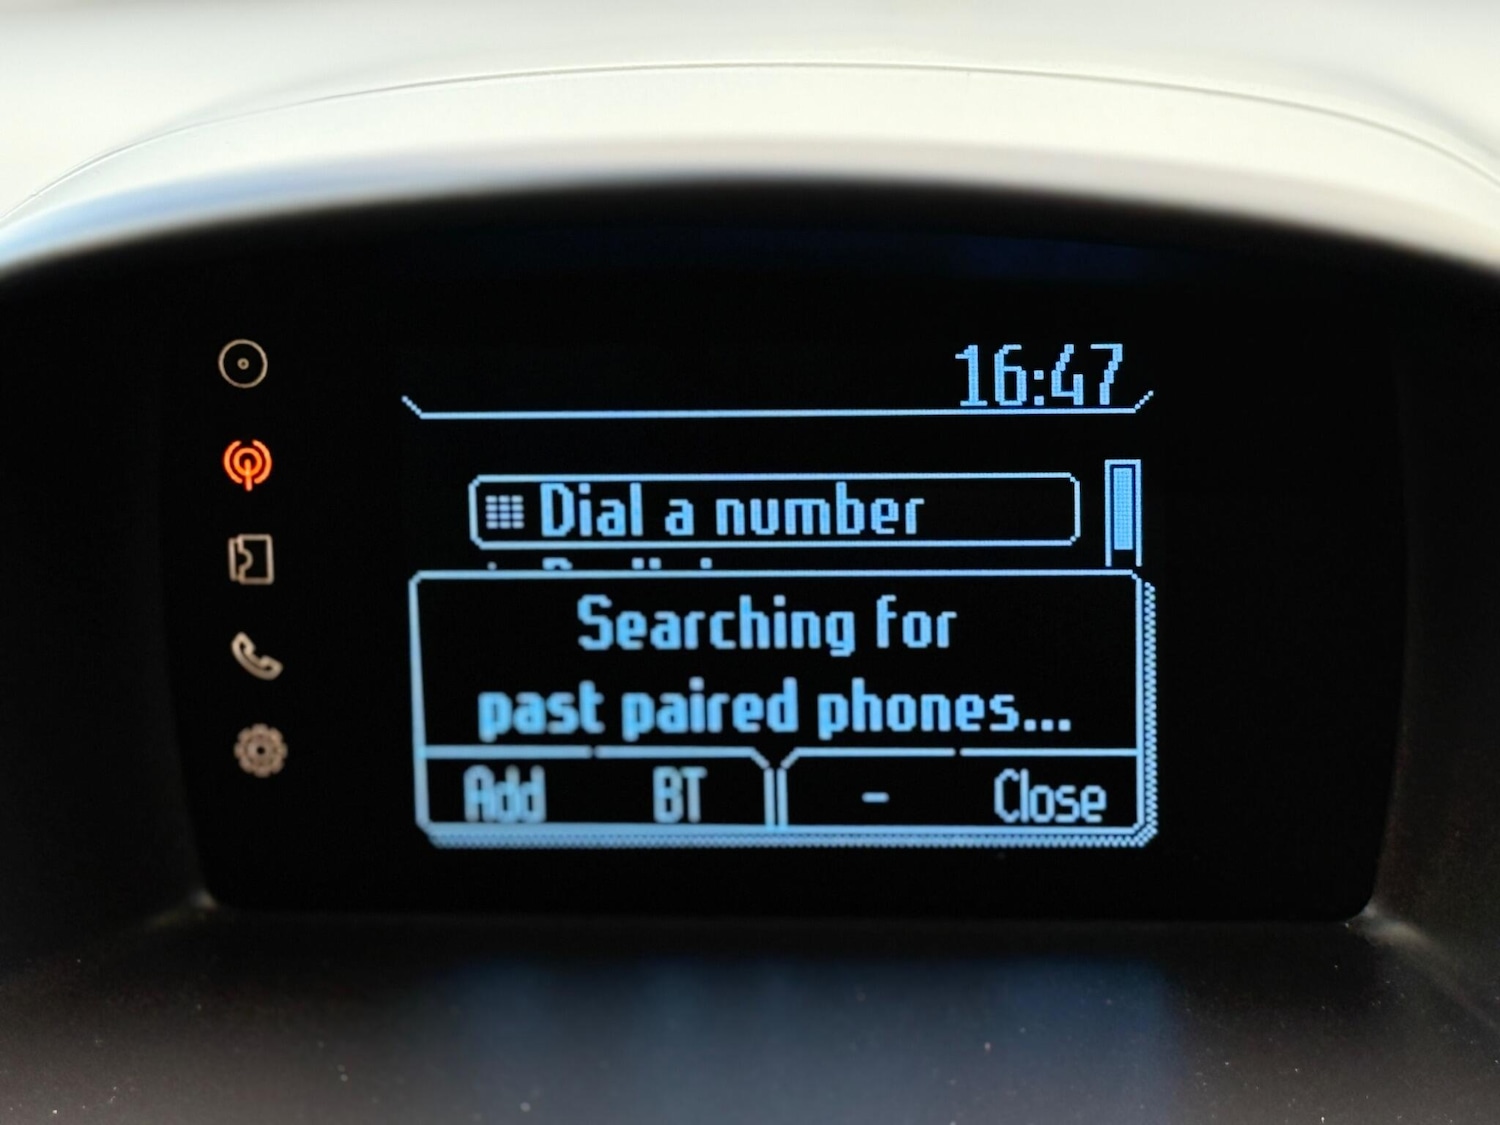 16:47
Dial a number
Searching for
past paired phones...
Add BT - Close